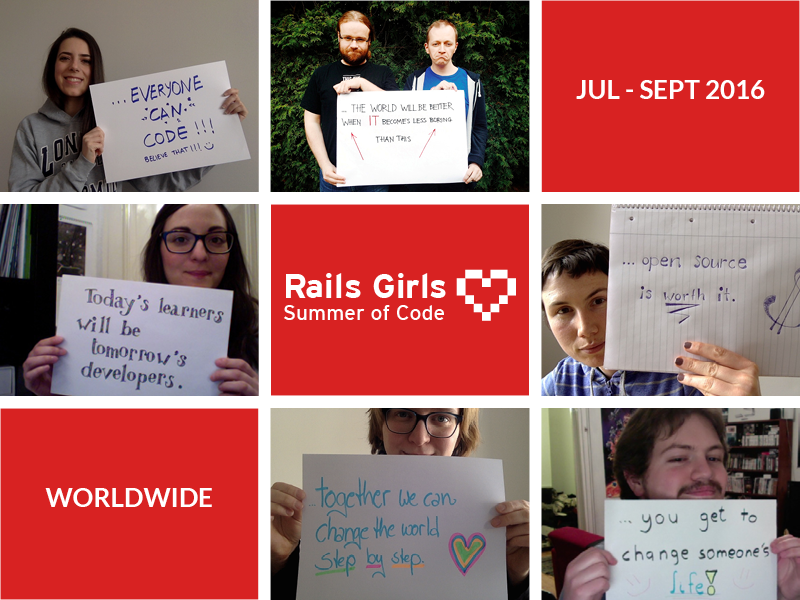 ... EVERYONE
CAN
CODE !!!
BELIEVE THAT!!!
LON
... THE WORLD WILL BE BETTER
WHEN IT BECOME'S LESS BORING
THAN THIS
JUL - SEPT 2016
Today's learners
will be
tomorrow's
developers.
Rails Girls
Summer of Code
... open source
is worth it.
WORLDWIDE
...together we can
change the world
step by step.
... you get to
change someone's
life!